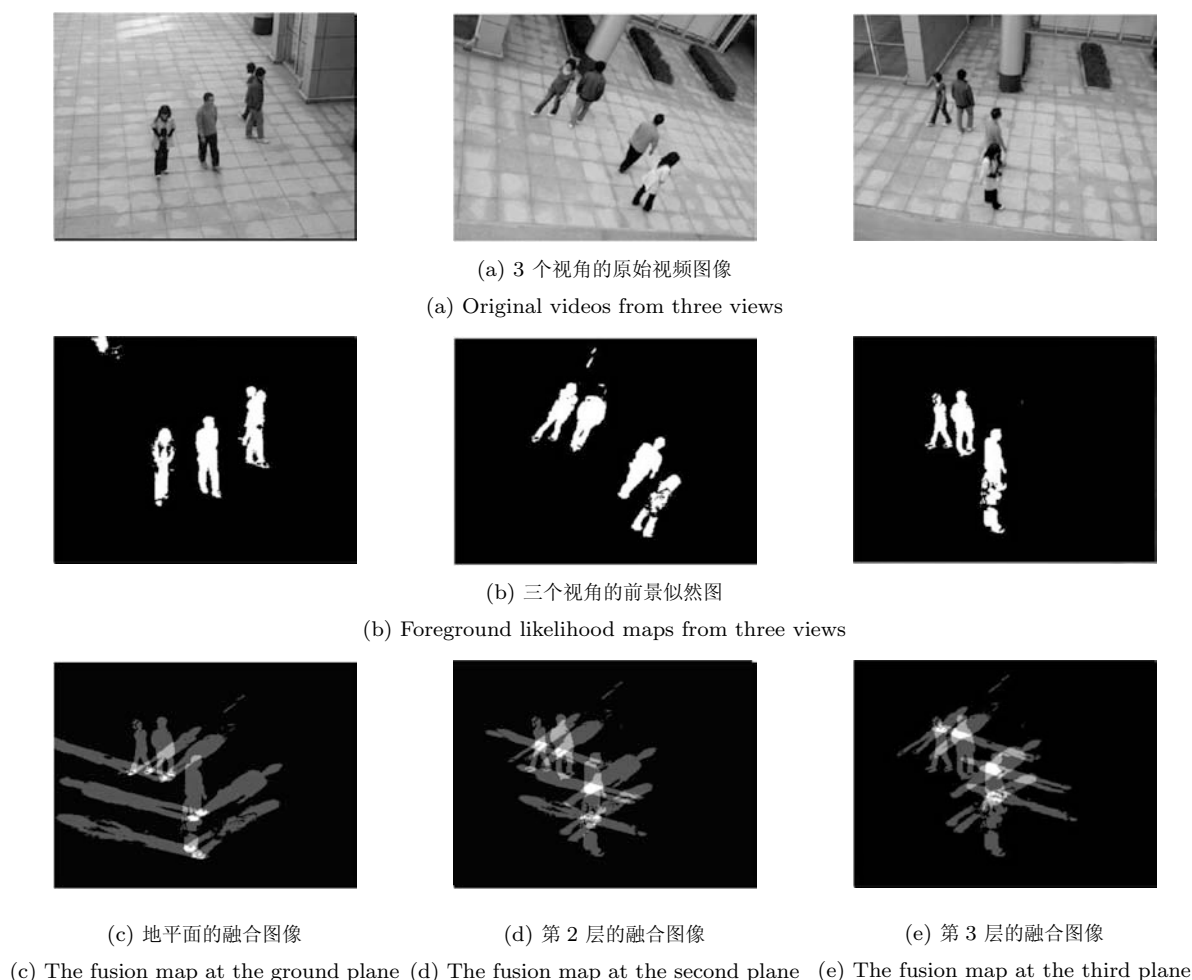 (a) 3 个视角的原始视频图像
(a) Original videos from three views
(b) 三个视角的前景似然图
(b) Foreground likelihood maps from three views
(c) 地平面的融合图像
(d) 第 2 层的融合图像
(e) 第 3 层的融合图像
(c) The fusion map at the ground plane
(d) The fusion map at the second plane
(e) The fusion map at the third plane